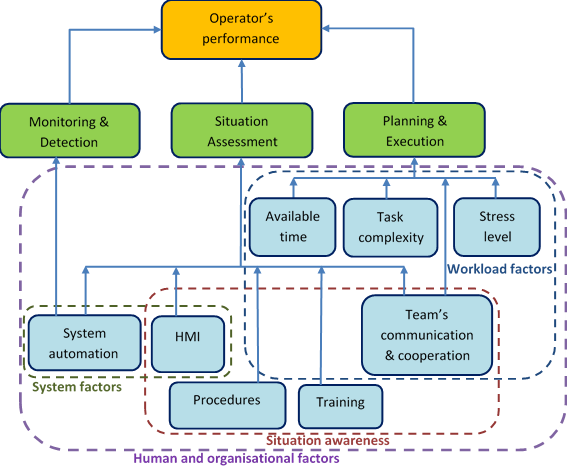 Operator's
performance
Monitoring &
Detection
Situation
Assessment
Planning &
Execution
Available
time
Task
complexity
Stress
level
Workload factors
System
automation
HMI
Team's
communication
& cooperation
System factors
Procedures
Training
Situation awareness
Human and organisational factors